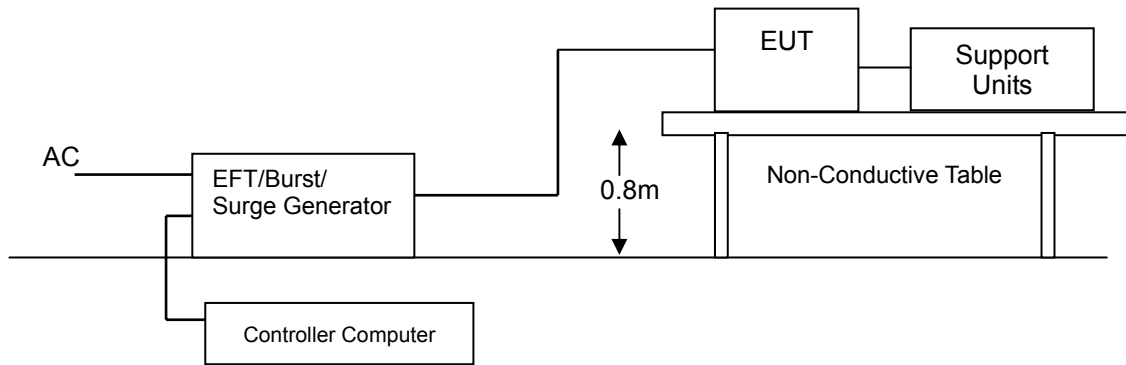 EUT
Support
Units
AC
EFT/Burst/
Surge Generator
0.8m
Non-Conductive Table
Controller Computer